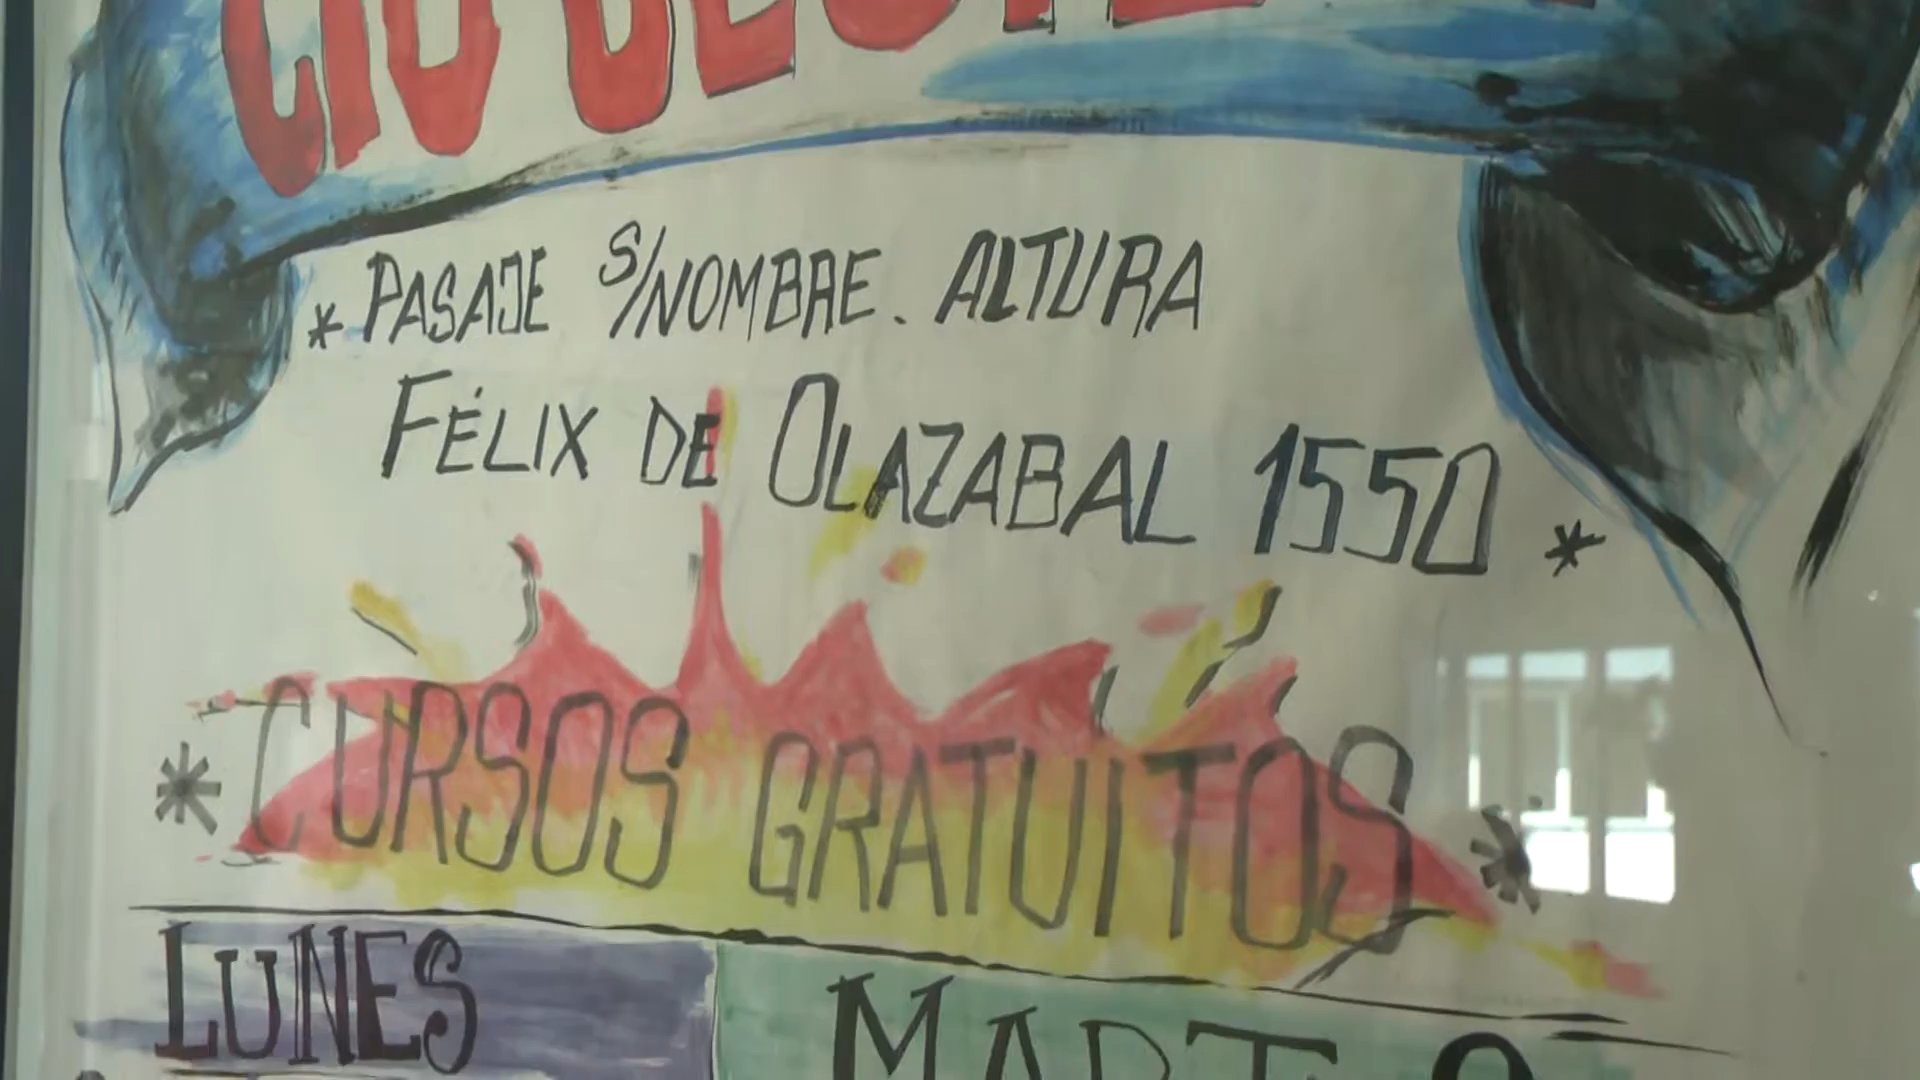 * PASAJE S/NOMBRE. ALTURA
FÉLIX DE OLAZABAL 1550 *
* CURSOS GRATUITOS *
LUNES